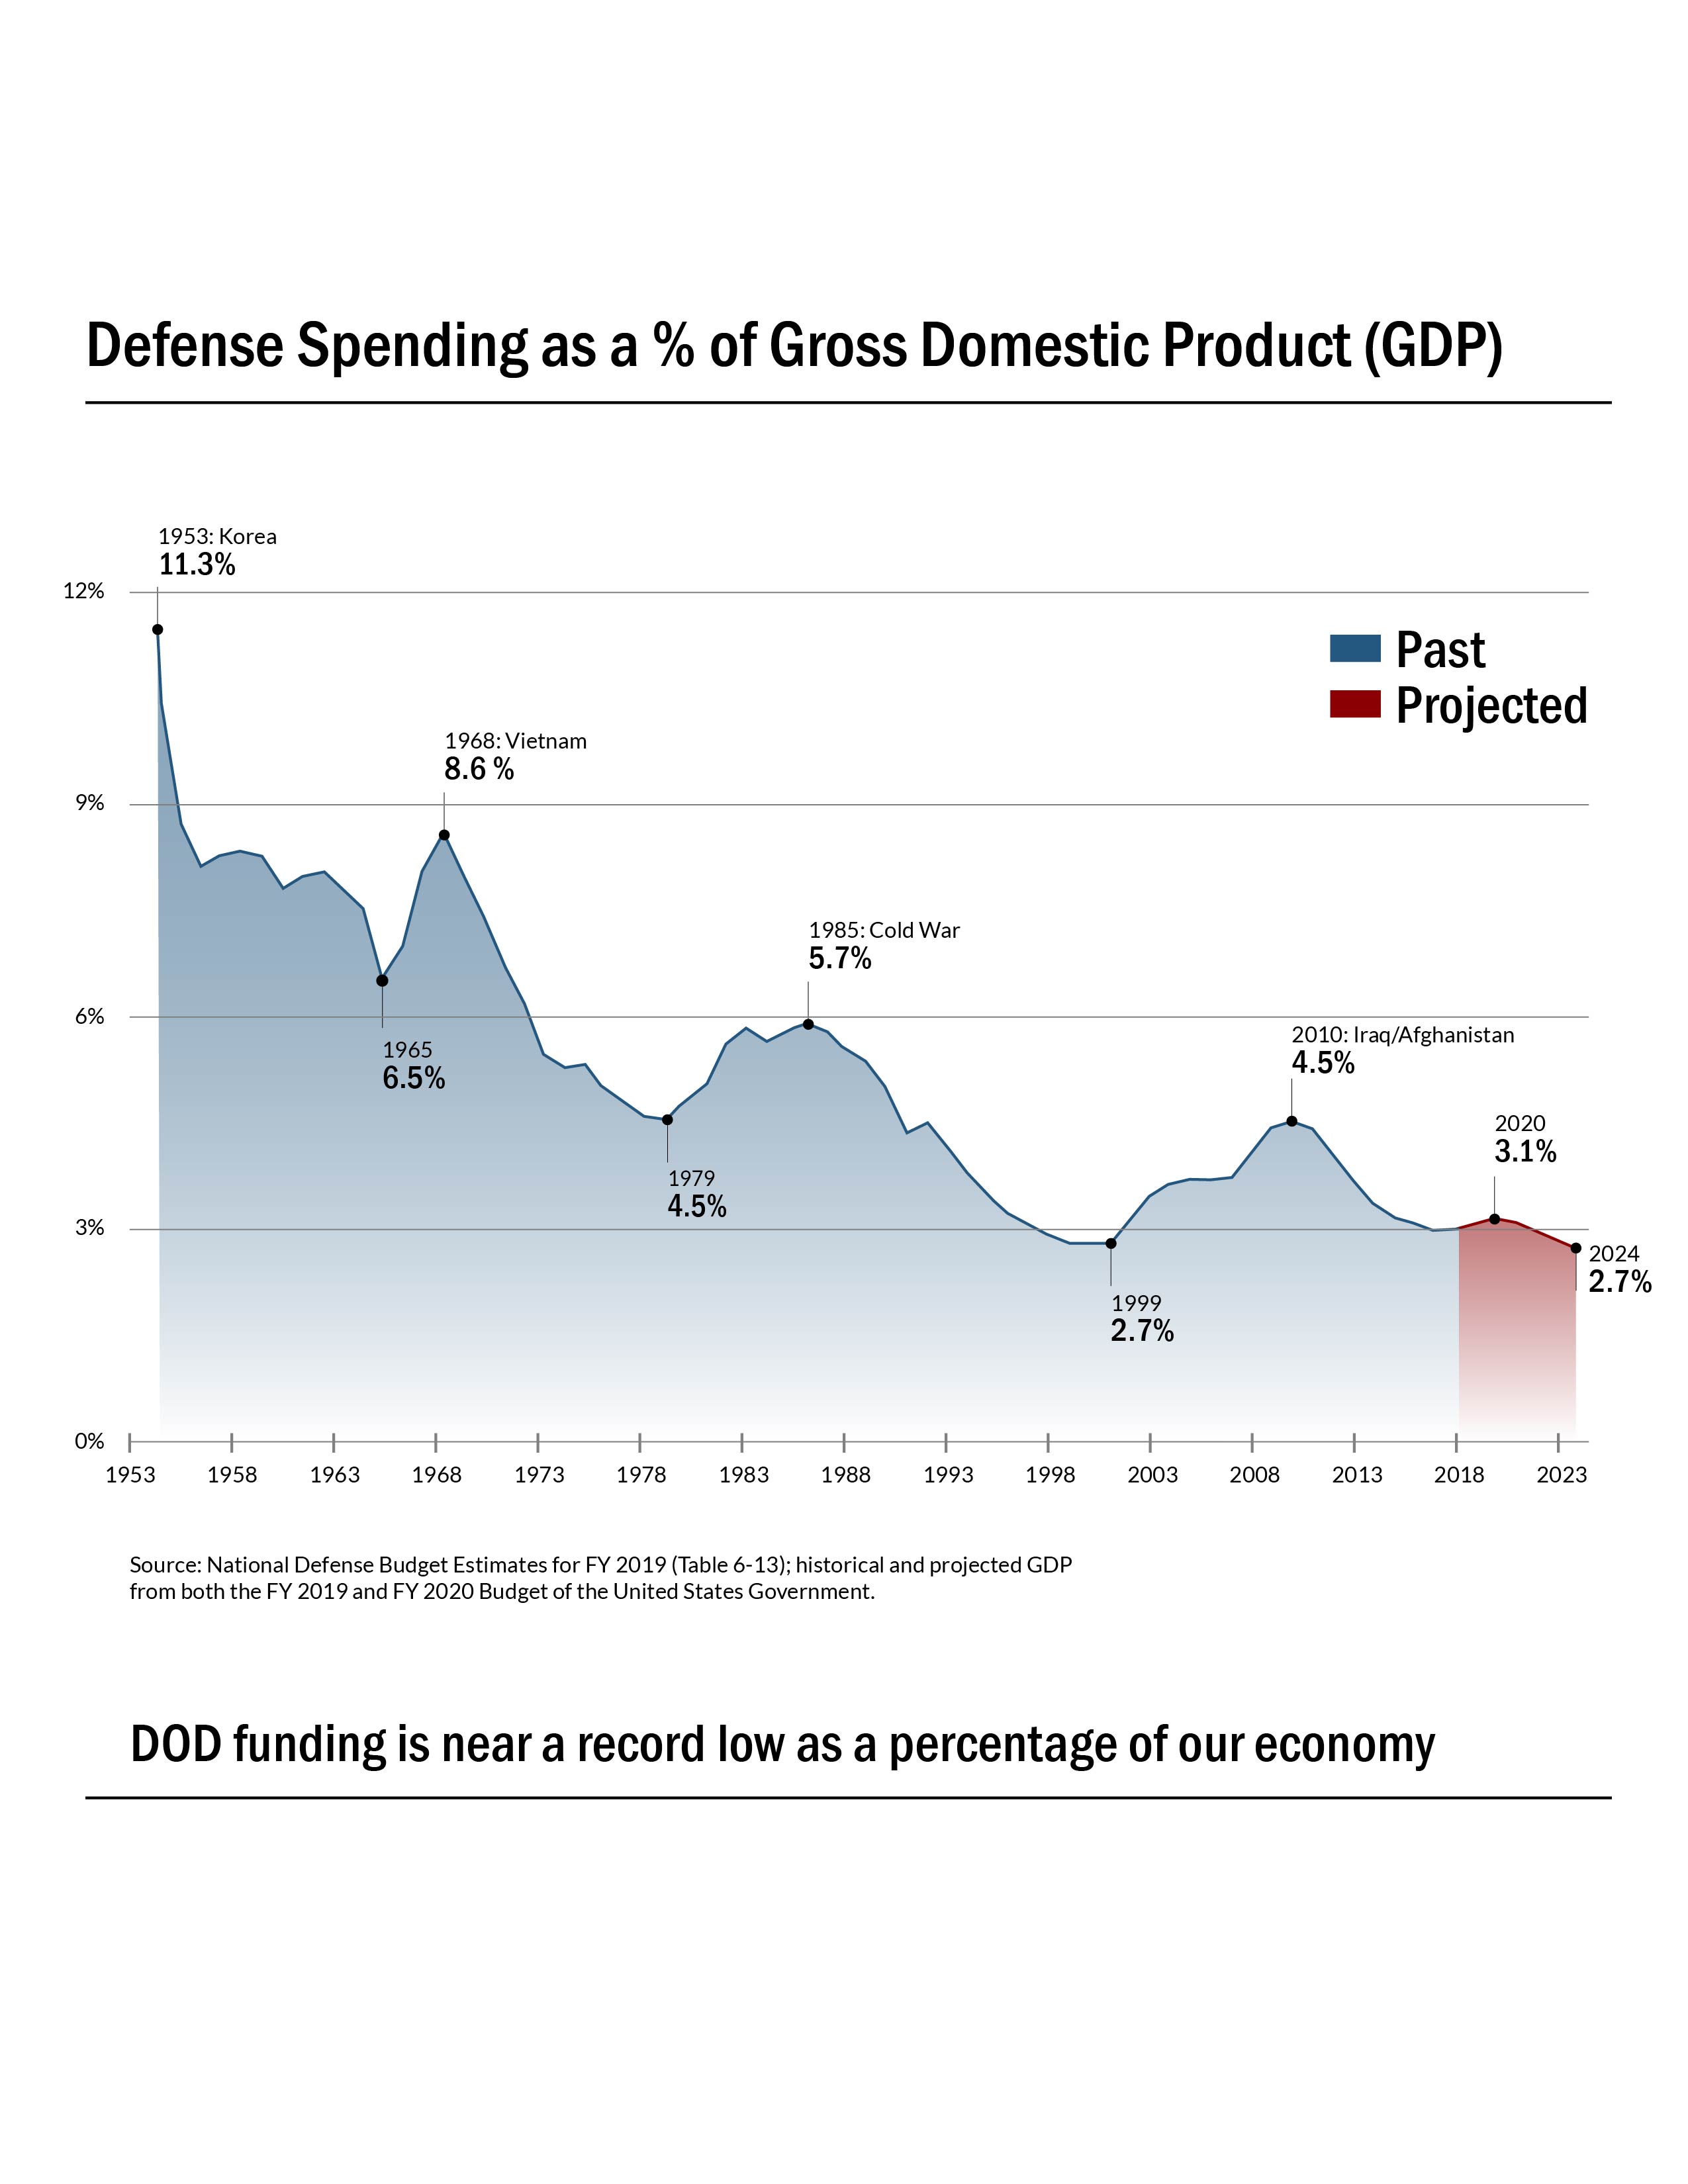 Defense Spending as a % of Gross Domestic Product (GDP)
1953: Korea
11.3%
12%
Past
Projected
1968: Vietnam
8.6 %
9%
1985: Cold War
5.7%
6%
2010: Iraq/Afghanistan
4.5%
1965
6.5%
2020
3.1%
1979
4.5%
3%
2024
2.7%
1999
2.7%
0%
1953 1958 1963 1968 1973 1978 1983 1988 1993 1998 2003 2008 2013 2018 2023
Source: National Defense Budget Estimates for FY 2019 (Table 6-13); historical and projected GDP
from both the FY 2019 and FY 2020 Budget of the United States Government.
DOD funding is near a record low as a percentage of our economy